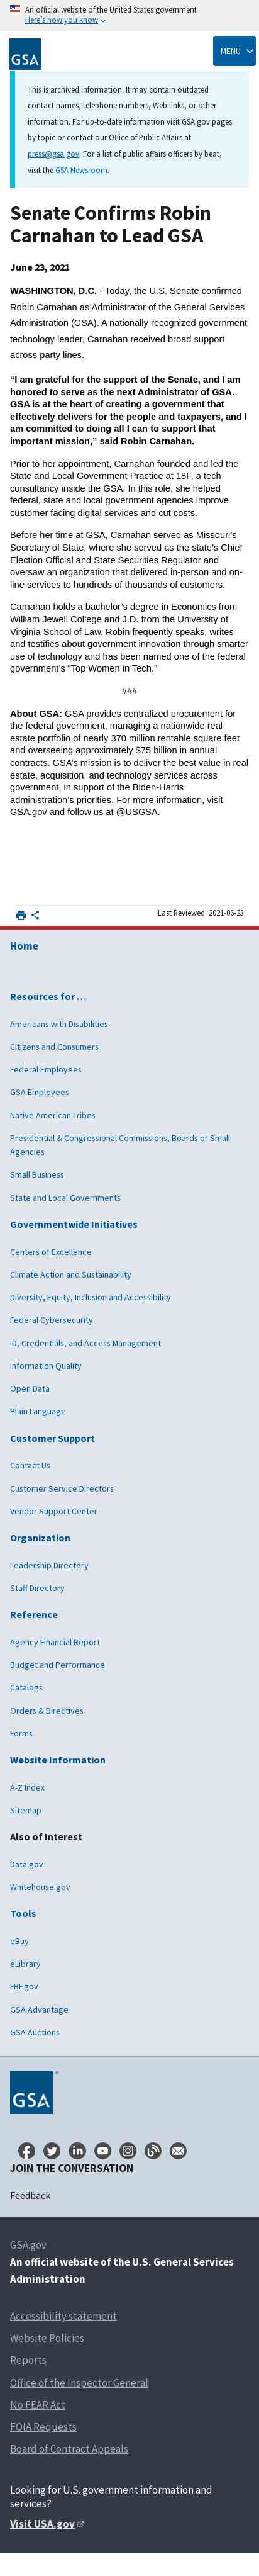 An official website of the United States government
Here's how you know
GSA
MENU
This is archived information. It may contain outdated
contact names, telephone numbers, Web links, or other
information. For up-to-date information visit GSA.gov pages
by topic or contact our Office of Public Affairs at
press@gsa.gov. For a list of public affairs officers by beat,
visit the GSA Newsroom.
Senate Confirms Robin
Carnahan to Lead GSA
June 23, 2021
WASHINGTON, D.C. - Today, the U.S. Senate confirmed
Robin Carnahan as Administrator of the General Services
Administration (GSA). A nationally recognized government
technology leader, Carnahan received broad support
across party lines.
“I am grateful for the support of the Senate, and I am
honored to serve as the next Administrator of GSA.
GSA is at the heart of creating a government that
effectively delivers for the people and taxpayers, and I
am committed to doing all I can to support that
important mission,” said Robin Carnahan.
Prior to her appointment, Carnahan founded and led the
State and Local Government Practice at 18F, a tech
consultancy inside the GSA. In this role, she helped
federal, state and local government agencies improve
customer facing digital services and cut costs.
Before her time at GSA, Carnahan served as Missouri’s
Secretary of State, where she served as the state’s Chief
Election Official and State Securities Regulator and
oversaw an organization that delivered in-person and on-
line services to hundreds of thousands of customers.
Carnahan holds a bachelor’s degree in Economics from
William Jewell College and J.D. from the University of
Virginia School of Law. Robin frequently speaks, writes
and testifies about government innovation through smarter
use of technology and has been named one of the federal
government’s “Top Women in Tech.”
###
About GSA: GSA provides centralized procurement for
the federal government, managing a nationwide real
estate portfolio of nearly 370 million rentable square feet
and overseeing approximately $75 billion in annual
contracts. GSA’s mission is to deliver the best value in real
estate, acquisition, and technology services across
government, in support of the Biden-Harris
administration’s priorities. For more information, visit
GSA.gov and follow us at @USGSA.
Last Reviewed: 2021-06-23
Home
Resources for …
Americans with Disabilities
Citizens and Consumers
Federal Employees
GSA Employees
Native American Tribes
Presidential & Congressional Commissions, Boards or Small
Agencies
Small Business
State and Local Governments
Governmentwide Initiatives
Centers of Excellence
Climate Action and Sustainability
Diversity, Equity, Inclusion and Accessibility
Federal Cybersecurity
ID, Credentials, and Access Management
Information Quality
Open Data
Plain Language
Customer Support
Contact Us
Customer Service Directors
Vendor Support Center
Organization
Leadership Directory
Staff Directory
Reference
Agency Financial Report
Budget and Performance
Catalogs
Orders & Directives
Forms
Website Information
A-Z Index
Sitemap
Also of Interest
Data.gov
Whitehouse.gov
Tools
eBuy
eLibrary
FBF.gov
GSA Advantage
GSA Auctions
GSA®
JOIN THE CONVERSATION
Feedback
GSA.gov
An official website of the U.S. General Services
Administration
Accessibility statement
Website Policies
Reports
Office of the Inspector General
No FEAR Act
FOIA Requests
Board of Contract Appeals
Looking for U.S. government information and
services?
Visit USA.gov